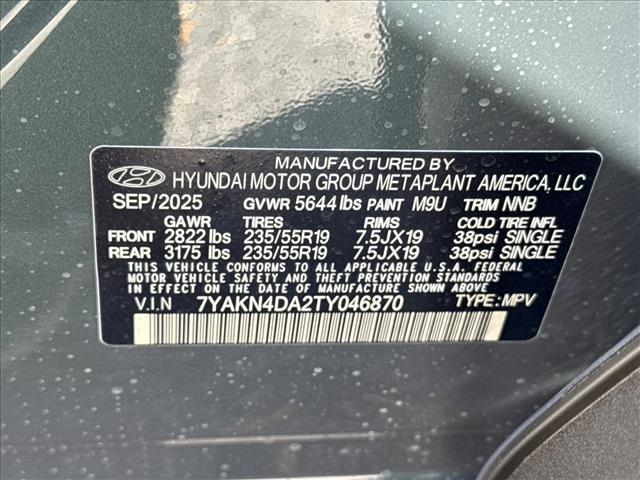 MANUFACTURED BY
HYUNDAI MOTOR GROUP METAPLANT AMERICA, LLC
SEP/2025 GVWR 5644 lbs PAINT M9U TRIM NNB
GAWR TIRES RIMS COLD TIRE INFL
FRONT 2822 lbs 235/55R19 7.5JX19 38psi SINGLE
REAR 3175 lbs 235/55R19 7.5JX19 38psi SINGLE
THIS VEHICLE CONFORMS TO ALL APPLICABLE U.S.A. FEDERAL
MOTOR VEHICLE SAFETY AND THEFT PREVENTION STANDARDS
IN EFFECT ON THE DATE OF MANUFACTURE SHOWN ABOVE
V.I.N 7YAKN4DA2TY046870 TYPE: MPV